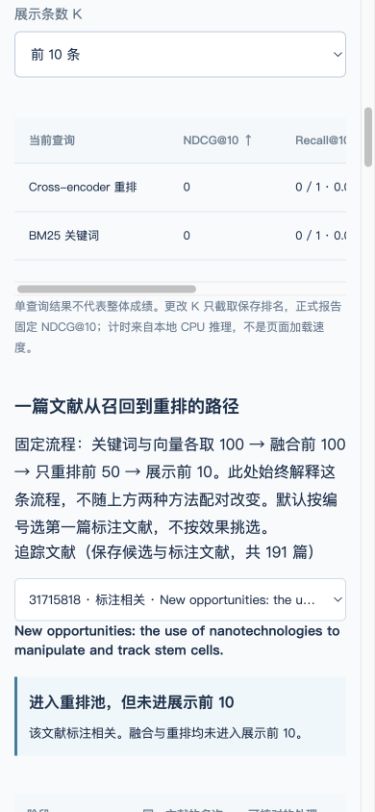 展示条数 K
前 10 条
当前查询 NDCG@10 ↑ Recall@10
Cross-encoder 重排 0 0 / 1 · 0.0
BM25 关键词 0 0 / 1 · 0.0
单查询结果不代表整体成绩。更改 K 只截取保存排名，正式报告
固定 NDCG@10；计时来自本地 CPU 推理，不是页面加载速
度。
一篇文献从召回到重排的路径
固定流程：关键词与向量各取 100 → 融合前 100
→ 只重排前 50 → 展示前 10。此处始终解释这
条流程，不随上方两种方法配对改变。默认按编
号选第一篇标注文献，不按效果挑选。
追踪文献（保存候选与标注文献，共 191 篇）
31715818 · 标注相关 · New opportunities: the u...
New opportunities: the use of nanotechnologies to
manipulate and track stem cells.
进入重排池，但未进展示前 10
该文献标注相关。融合与重排均未进入展示前 10。